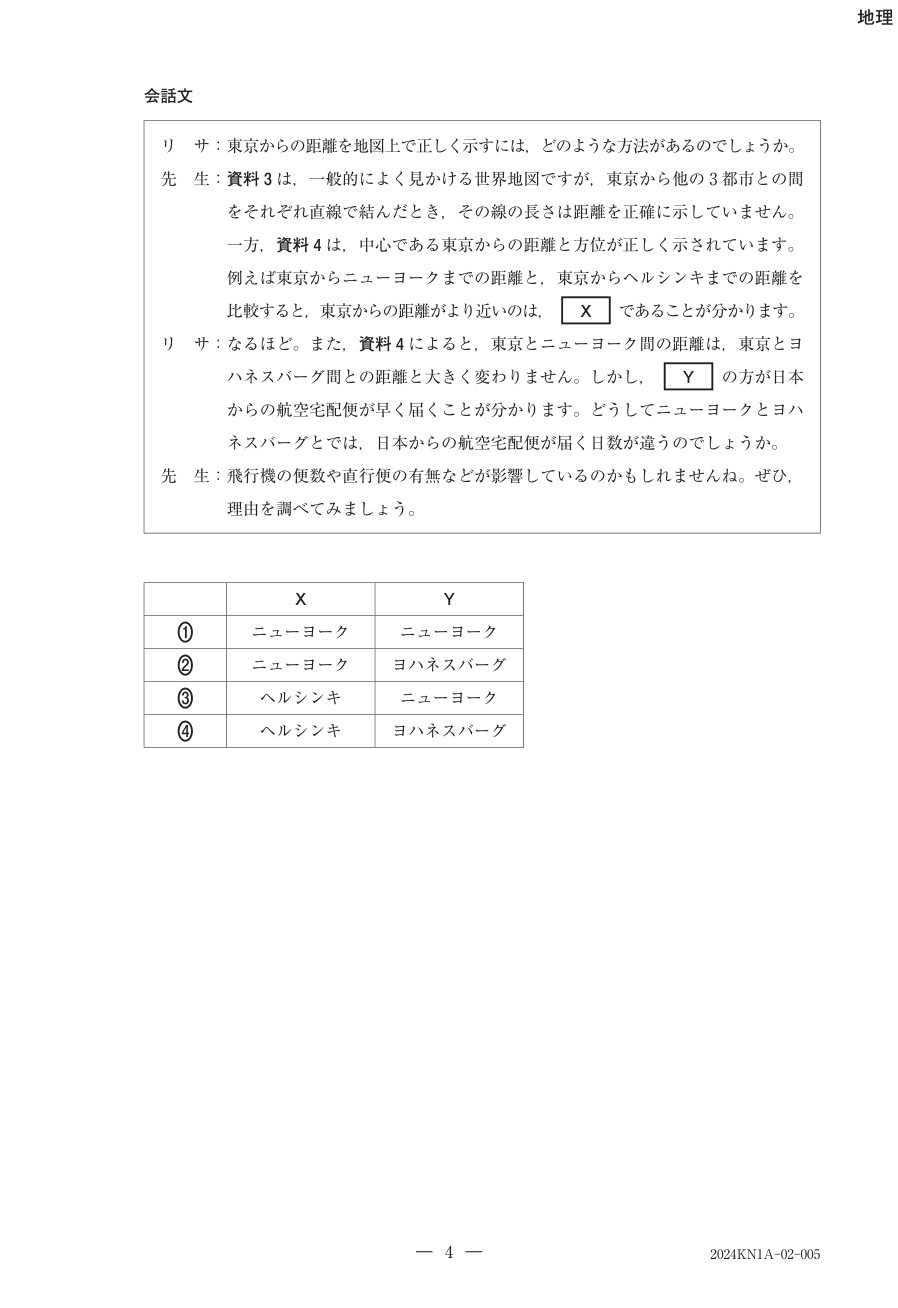 地理
会話文
リ　サ：東京からの距離を地図上で正しく示すには，どのような方法があるのでしょうか。
先　生：資料3は，一般的によく見かける世界地図ですが，東京から他の3都市との間
をそれぞれ直線で結んだとき，その線の長さは距離を正確に示していません。
一方，資料4は，中心である東京からの距離と方位が正しく示されています。
例えば東京からニューヨークまでの距離と，東京からヘルシンキまでの距離を
比較すると，東京からの距離がより近いのは， X であることが分かります。
リ　サ：なるほど。また，資料4によると，東京とニューヨーク間の距離は，東京とヨ
ハネスバーグ間との距離と大きく変わりません。しかし， Y の方が日本
からの航空宅配便が早く届くことが分かります。どうしてニューヨークとヨハ
ネスバーグとでは，日本からの航空宅配便が届く日数が違うのでしょうか。
先　生：飛行機の便数や直行便の有無などが影響しているのかもしれませんね。ぜひ，
理由を調べてみましょう。
X Y
① ニューヨーク ニューヨーク
② ニューヨーク ヨハネスバーグ
③ ヘルシンキ ニューヨーク
④ ヘルシンキ ヨハネスバーグ
― 4 ―
2024KN1A-02-005